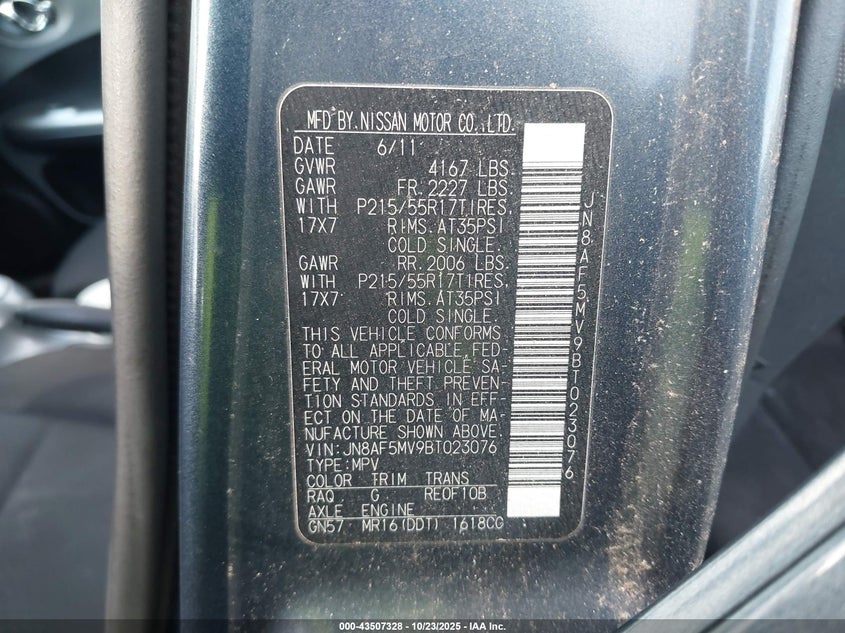 MFD BY. NISSAN MOTOR CO., LTD.
DATE 6/11
GVWR 4167 LBS.
GAWR FR. 2227 LBS.
WITH P215/55R17TIRES,
17X7 RIMS. AT35PSI
COLD SINGLE.
GAWR RR. 2006 LBS.
WITH P215/55R17TIRES,
17X7 RIMS. AT35PSI
COLD SINGLE.
THIS VEHICLE CONFORMS
TO ALL APPLICABLE FED-
ERAL MOTOR VEHICLE SA-
FETY AND THEFT PREVEN-
TION STANDARDS IN EFF-
ECT ON THE DATE OF MA-
NUFACTURE SHOWN ABOVE.
VIN: JN8AF5MV9BT023076
TYPE: MPV
COLOR TRIM TRANS
RAQ G RE0F10B
AXLE ENGINE
GN57 MR16(DDT) 1618CC
JN8AF5MV9BT023076
000-43507328 - 10/23/2025 - IAA Inc.